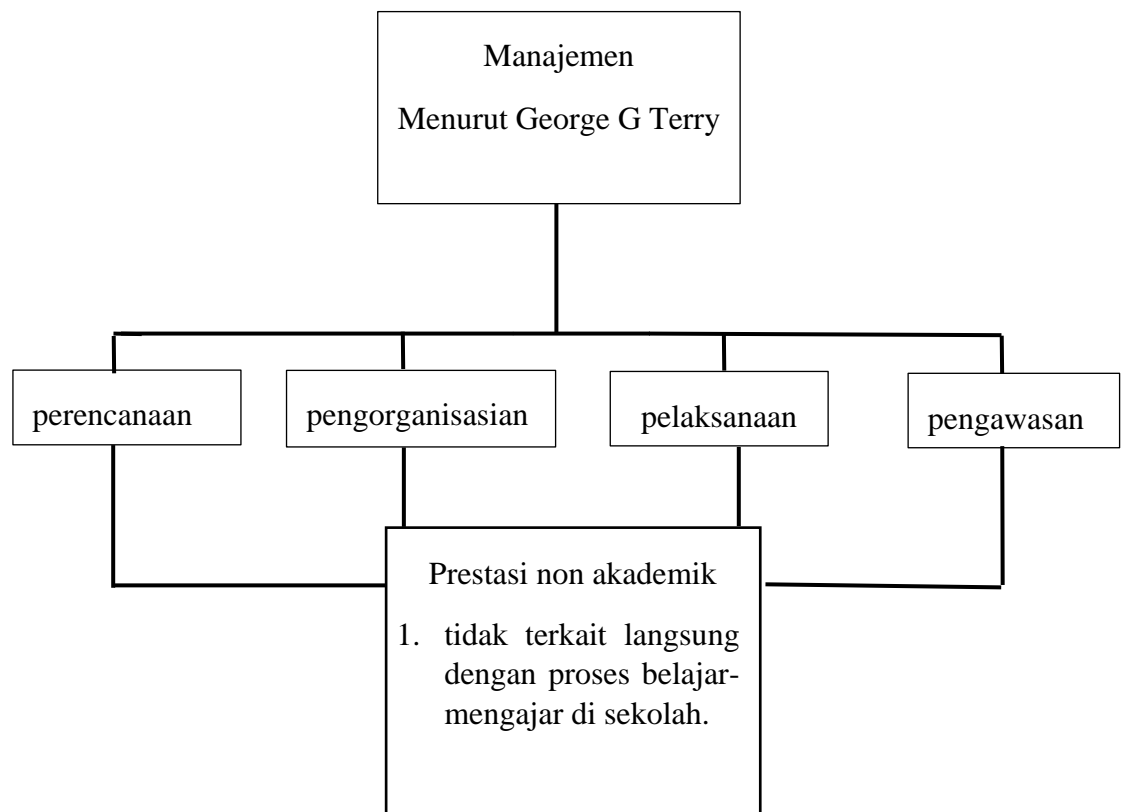 Manajemen
Menurut George G Terry
perencanaan
pengorganisasian
pelaksanaan
pengawasan
Prestasi non akademik
1. tidak terkait langsung
dengan proses belajar-
mengajar di sekolah.